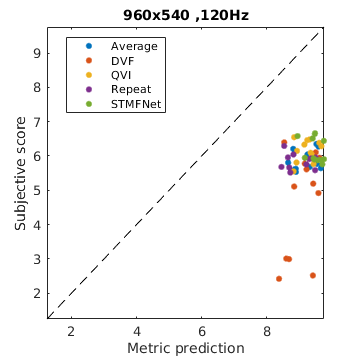 960x540 ,120Hz
Average
DVF
QVI
Repeat
STMFNet
Subjective score
9
8
7
6
5
4
3
2
2 4 6 8
Metric prediction